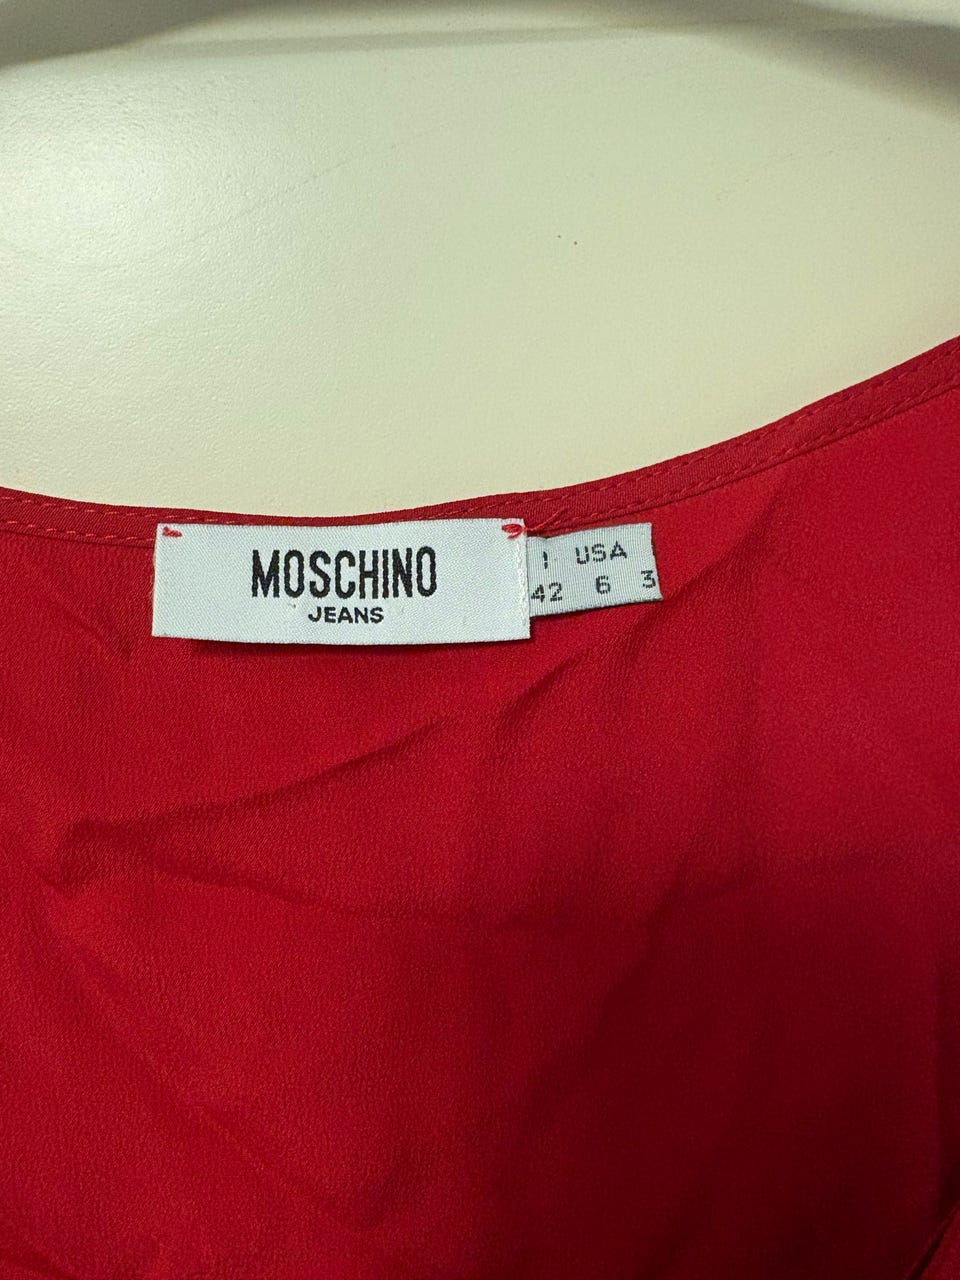 MOSCHINO
JEANS
I USA
42 6 3